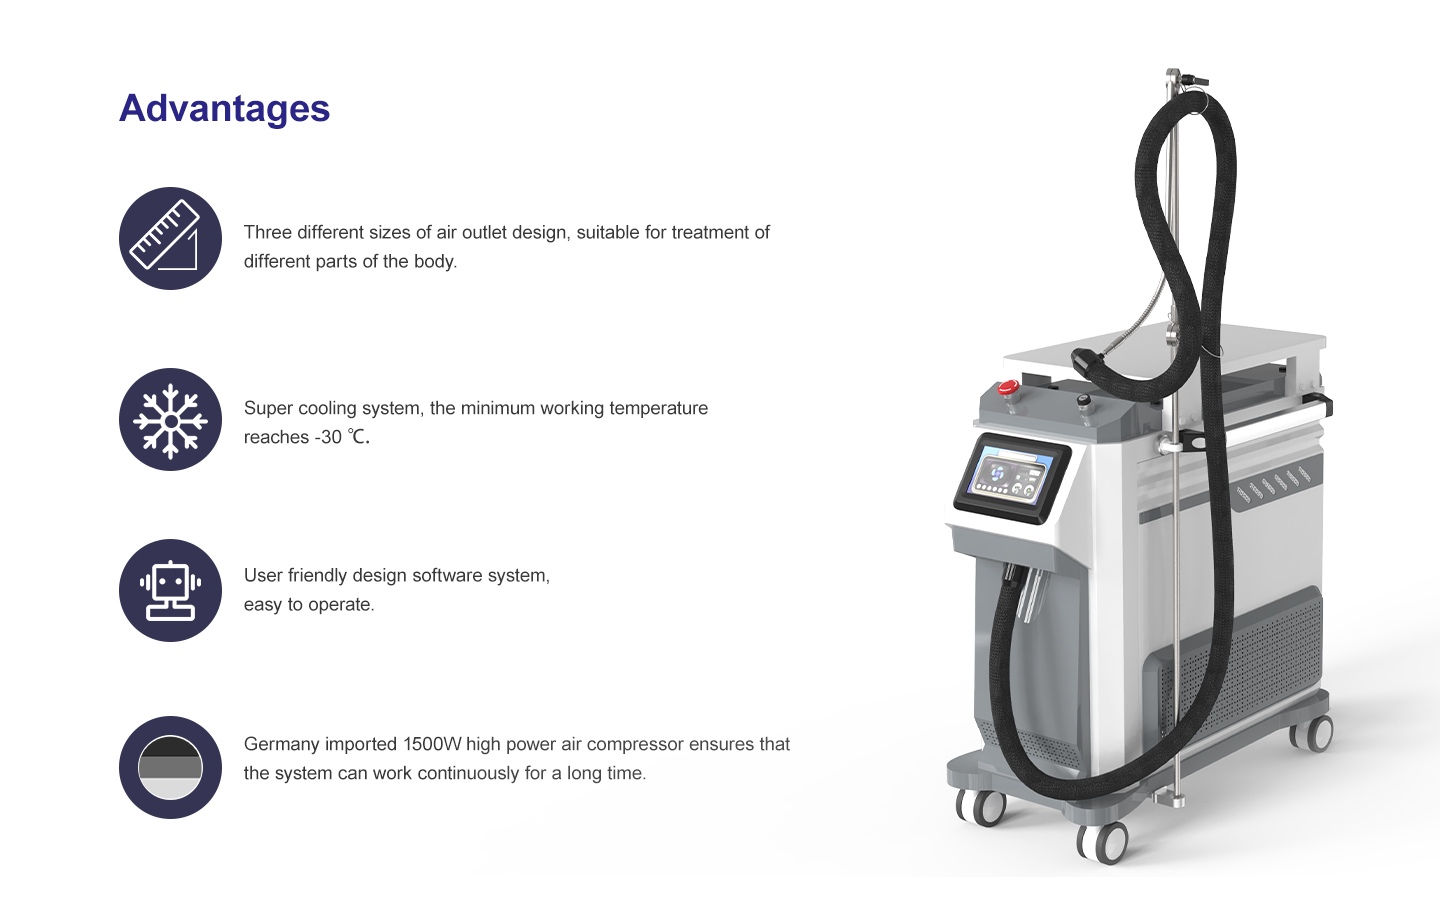 Advantages
Three different sizes of air outlet design, suitable for treatment of
different parts of the body.
Super cooling system, the minimum working temperature
reaches -30 ℃.
User friendly design software system,
easy to operate.
Germany imported 1500W high power air compressor ensures that
the system can work continuously for a long time.